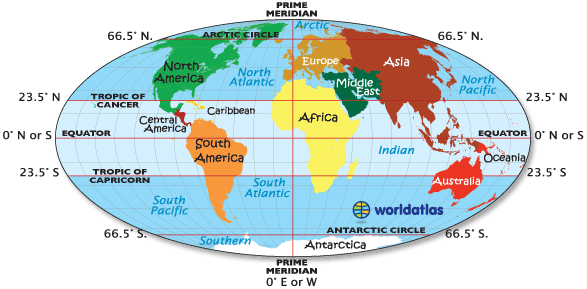 PRIME
MERIDIAN
Arctic
66.5° N.
ARCTIC CIRCLE
66.5° N.
North
America
North
Atlantic
Europe
Asia
Middle
East
North
Pacific
23.5° N
TROPIC OF
CANCER
23.5° N
Caribbean
Central
America
Africa
0° N or S
EQUATOR
EQUATOR
0° N or S
South
America
Indian
Oceania
23.5° S
TROPIC OF
CAPRICORN
23.5° S
South
Atlantic
Australia
South
Pacific
worldatlas
66.5° S.
Southern
ANTARCTIC CIRCLE
66.5° S.
Antarctica
PRIME
MERIDIAN
0° E or W